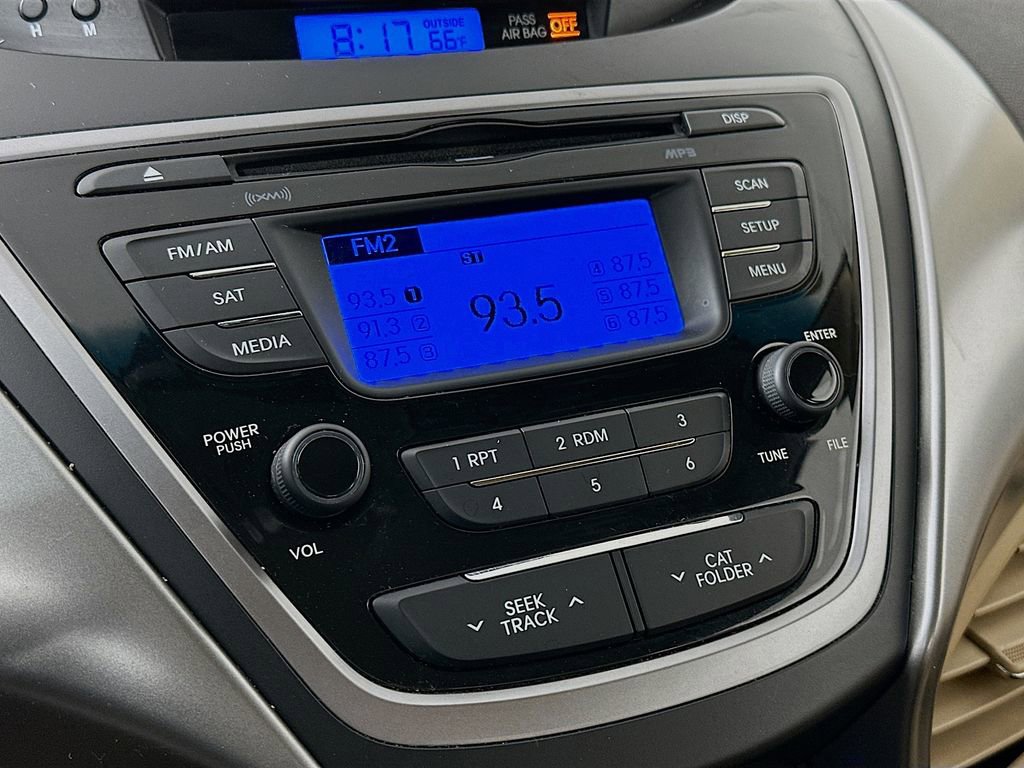 H M
8:17 OUTSIDE 66°F
PASS AIR BAG OFF
DISP
((XM))
MP3
FM/AM
SAT
MEDIA
FM2
ST
93.5 1
91.3 2
87.5 3
93.5
4 87.5
5 87.5
6 87.5
SCAN
SETUP
MENU
POWER
PUSH
VOL
1 RPT
2 RDM
3
4
5
6
ENTER
TUNE
FILE
SEEK
TRACK
CAT
FOLDER